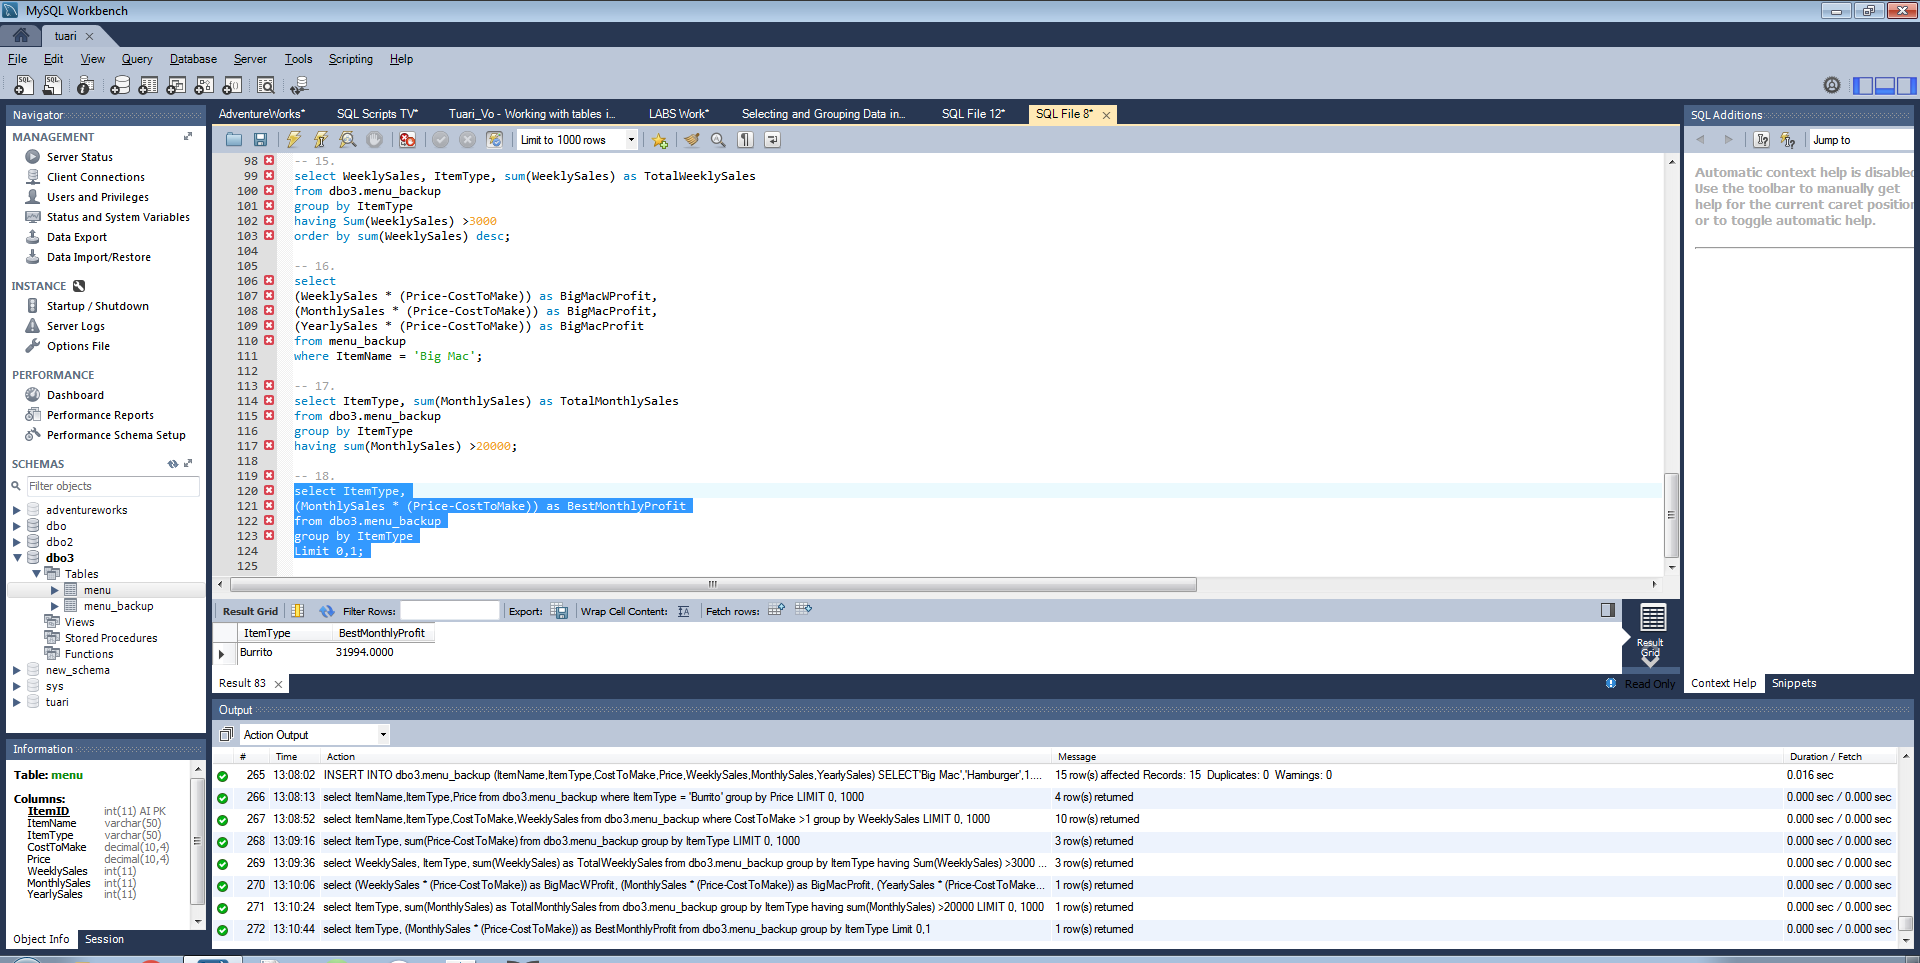 MySQL Workbench
tuari
File Edit View Query Database Server Tools Scripting Help
Navigator
MANAGEMENT
Server Status
Client Connections
Users and Privileges
Status and System Variables
Data Export
Data Import/Restore
INSTANCE
Startup / Shutdown
Server Logs
Options File
PERFORMANCE
Dashboard
Performance Reports
Performance Schema Setup
SCHEMAS
Filter objects
adventureworks
dbo
dbo2
dbo3
Tables
menu
menu_backup
Views
Stored Procedures
Functions
new_schema
sys
tuari
Information
Table: menu
Columns:
ItemID int(11) AI PK
ItemName varchar(50)
ItemType varchar(50)
CostToMake decimal(10,4)
Price decimal(10,4)
WeeklySales int(11)
MonthlySales int(11)
YearlySales int(11)
Object Info Session
AdventureWorks* SQL Scripts TV* Tuari_Vo - Working with tables i... LABS Work* Selecting and Grouping Data in... SQL File 12* SQL File 8*
Limit to 1000 rows
98 -- 15.
99 select WeeklySales, ItemType, sum(WeeklySales) as TotalWeeklySales
100 from dbo3.menu_backup
101 group by ItemType
102 having Sum(WeeklySales) >3000
103 order by sum(WeeklySales) desc;
104
105 -- 16.
106 select
107 (WeeklySales * (Price-CostToMake)) as BigMacWProfit,
108 (MonthlySales * (Price-CostToMake)) as BigMacProfit,
109 (YearlySales * (Price-CostToMake)) as BigMacProfit
110 from menu_backup
111 where ItemName = 'Big Mac';
112
113 -- 17.
114 select ItemType, sum(MonthlySales) as TotalMonthlySales
115 from dbo3.menu_backup
116 group by ItemType
117 having sum(MonthlySales) >20000;
118
119 -- 18.
120 select ItemType,
121 (MonthlySales * (Price-CostToMake)) as BestMonthlyProfit
122 from dbo3.menu_backup
123 group by ItemType
124 Limit 0,1;
125
Result Grid Filter Rows: Export: Wrap Cell Content: Fetch rows:
ItemType BestMonthlyProfit
Burrito 31994.0000
Result Grid
Result 83
Read Only
SQL Additions
Jump to
Automatic context help is disabled
Use the toolbar to manually get
help for the current caret position
or to toggle automatic help.
Context Help Snippets
Output
Action Output
# Time Action Message Duration / Fetch
265 13:08:02 INSERT INTO dbo3.menu_backup (ItemName,ItemType,CostToMake,Price,WeeklySales,MonthlySales,YearlySales) SELECT'Big Mac','Hamburger',1.... 15 row(s) affected Records: 15 Duplicates: 0 Warnings: 0 0.016 sec
266 13:08:13 select ItemName,ItemType,Price from dbo3.menu_backup where ItemType = 'Burrito' group by Price LIMIT 0, 1000 4 row(s) returned 0.000 sec / 0.000 sec
267 13:08:52 select ItemName,ItemType,CostToMake,WeeklySales from dbo3.menu_backup where CostToMake >1 group by WeeklySales LIMIT 0, 1000 10 row(s) returned 0.000 sec / 0.000 sec
268 13:09:16 select ItemType, sum(Price-CostToMake) from dbo3.menu_backup group by ItemType LIMIT 0, 1000 3 row(s) returned 0.000 sec / 0.000 sec
269 13:09:36 select WeeklySales, ItemType, sum(WeeklySales) as TotalWeeklySales from dbo3.menu_backup group by ItemType having Sum(WeeklySales) >3000 ... 3 row(s) returned 0.000 sec / 0.000 sec
270 13:10:06 select (WeeklySales * (Price-CostToMake)) as BigMacWProfit, (MonthlySales * (Price-CostToMake)) as BigMacProfit, (YearlySales * (Price-CostToMake... 1 row(s) returned 0.000 sec / 0.000 sec
271 13:10:24 select ItemType, sum(MonthlySales) as TotalMonthlySales from dbo3.menu_backup group by ItemType having sum(MonthlySales) >20000 LIMIT 0, 1000 1 row(s) returned 0.000 sec / 0.000 sec
272 13:10:44 select ItemType, (MonthlySales * (Price-CostToMake)) as BestMonthlyProfit from dbo3.menu_backup group by ItemType Limit 0,1 1 row(s) returned 0.000 sec / 0.000 sec